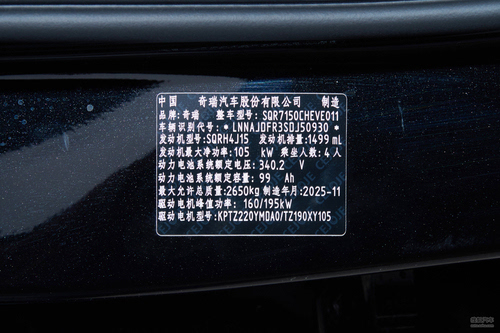 中国 奇瑞汽车股份有限公司 制造
品牌:奇瑞 整车型号:SQR7150CHEVE011
车辆识别代号:* LNNAJDFR3SDJ50930 *
发动机型号:SQRH4J15 发动机排量:1499 mL
发动机最大净功率:105 kW 乘坐人数:4人
动力电池系统额定电压:340.2 V
动力电池系统额定容量:99 Ah
最大允许总质量:2650kg 制造年月:2025-11
驱动电机峰值功率:160/195kW
驱动电机型号:KPTZ220YMDA0/TZ190XY105